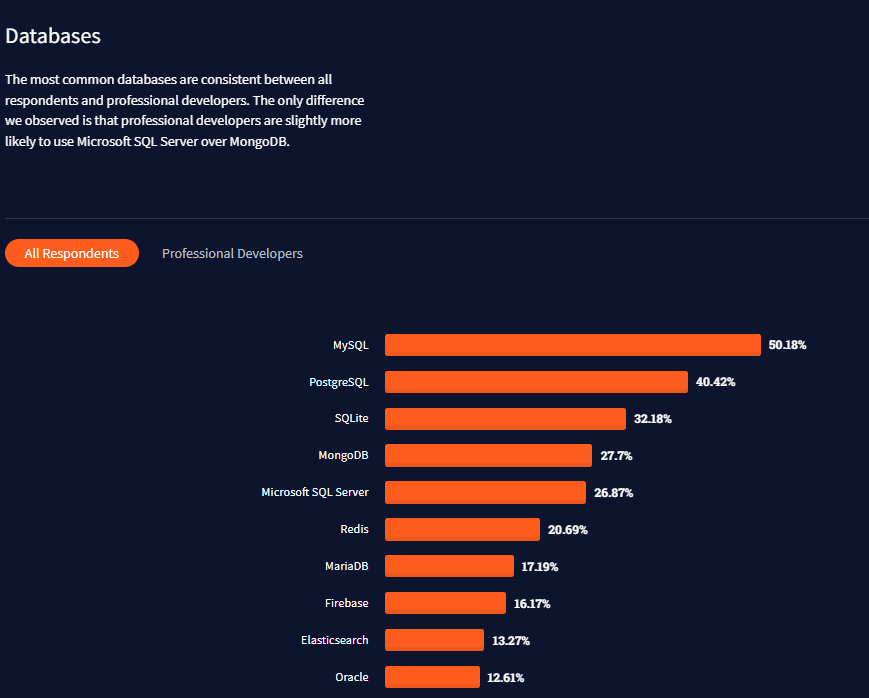 Databases
The most common databases are consistent between all
respondents and professional developers. The only difference
we observed is that professional developers are slightly more
likely to use Microsoft SQL Server over MongoDB.
All Respondents Professional Developers
MySQL 50.18%
PostgreSQL 40.42%
SQLite 32.18%
MongoDB 27.7%
Microsoft SQL Server 26.87%
Redis 20.69%
MariaDB 17.19%
Firebase 16.17%
Elasticsearch 13.27%
Oracle 12.61%